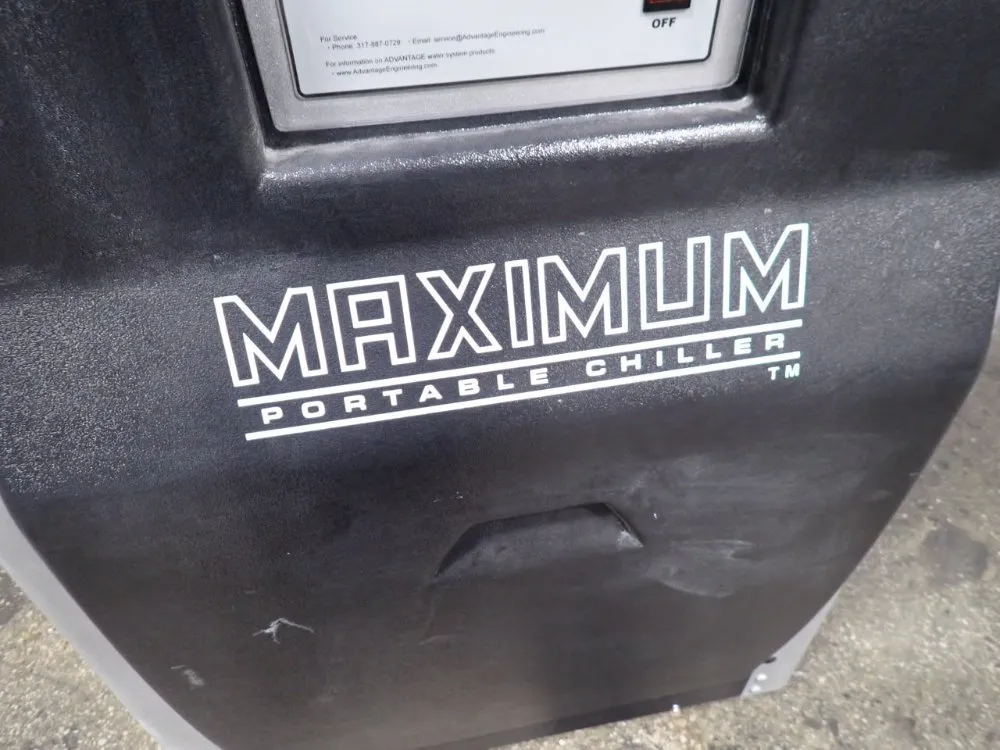 OFF
For Service
- Phone: 317-887-0729 - Email: service@AdvantageEngineering.com
For information on ADVANTAGE water system products
- www.AdvantageEngineering.com
MAXIMUM
PORTABLE CHILLER
TM